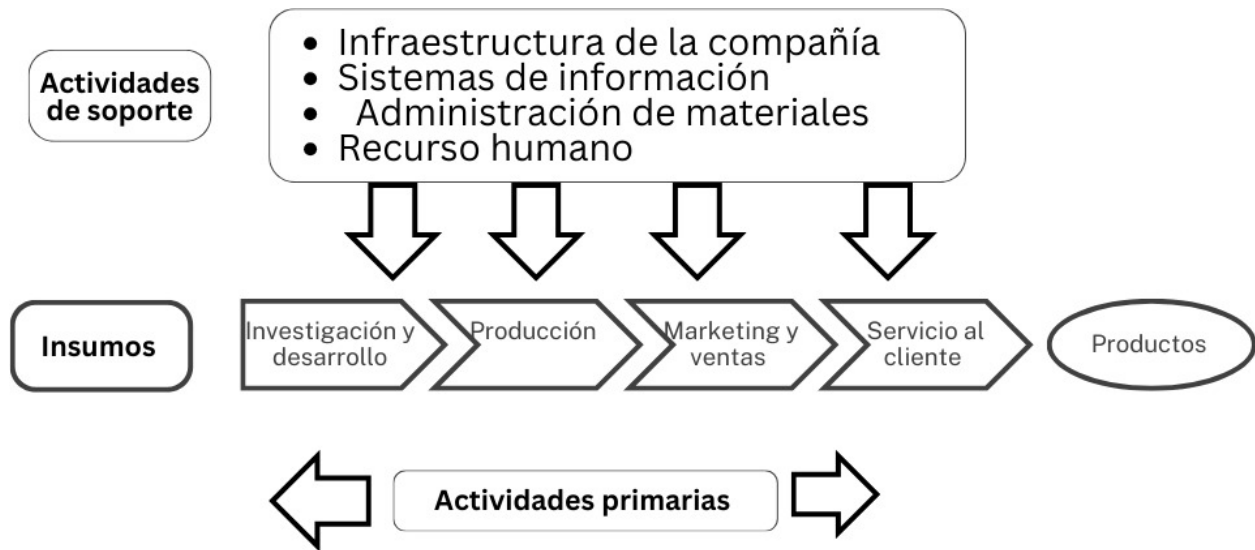 Actividades
de soporte
• Infraestructura de la compañía
• Sistemas de información
• Administración de materiales
• Recurso humano
Insumos
Investigación y
desarrollo
Producción
Marketing y
ventas
Servicio al
cliente
Productos
Actividades primarias